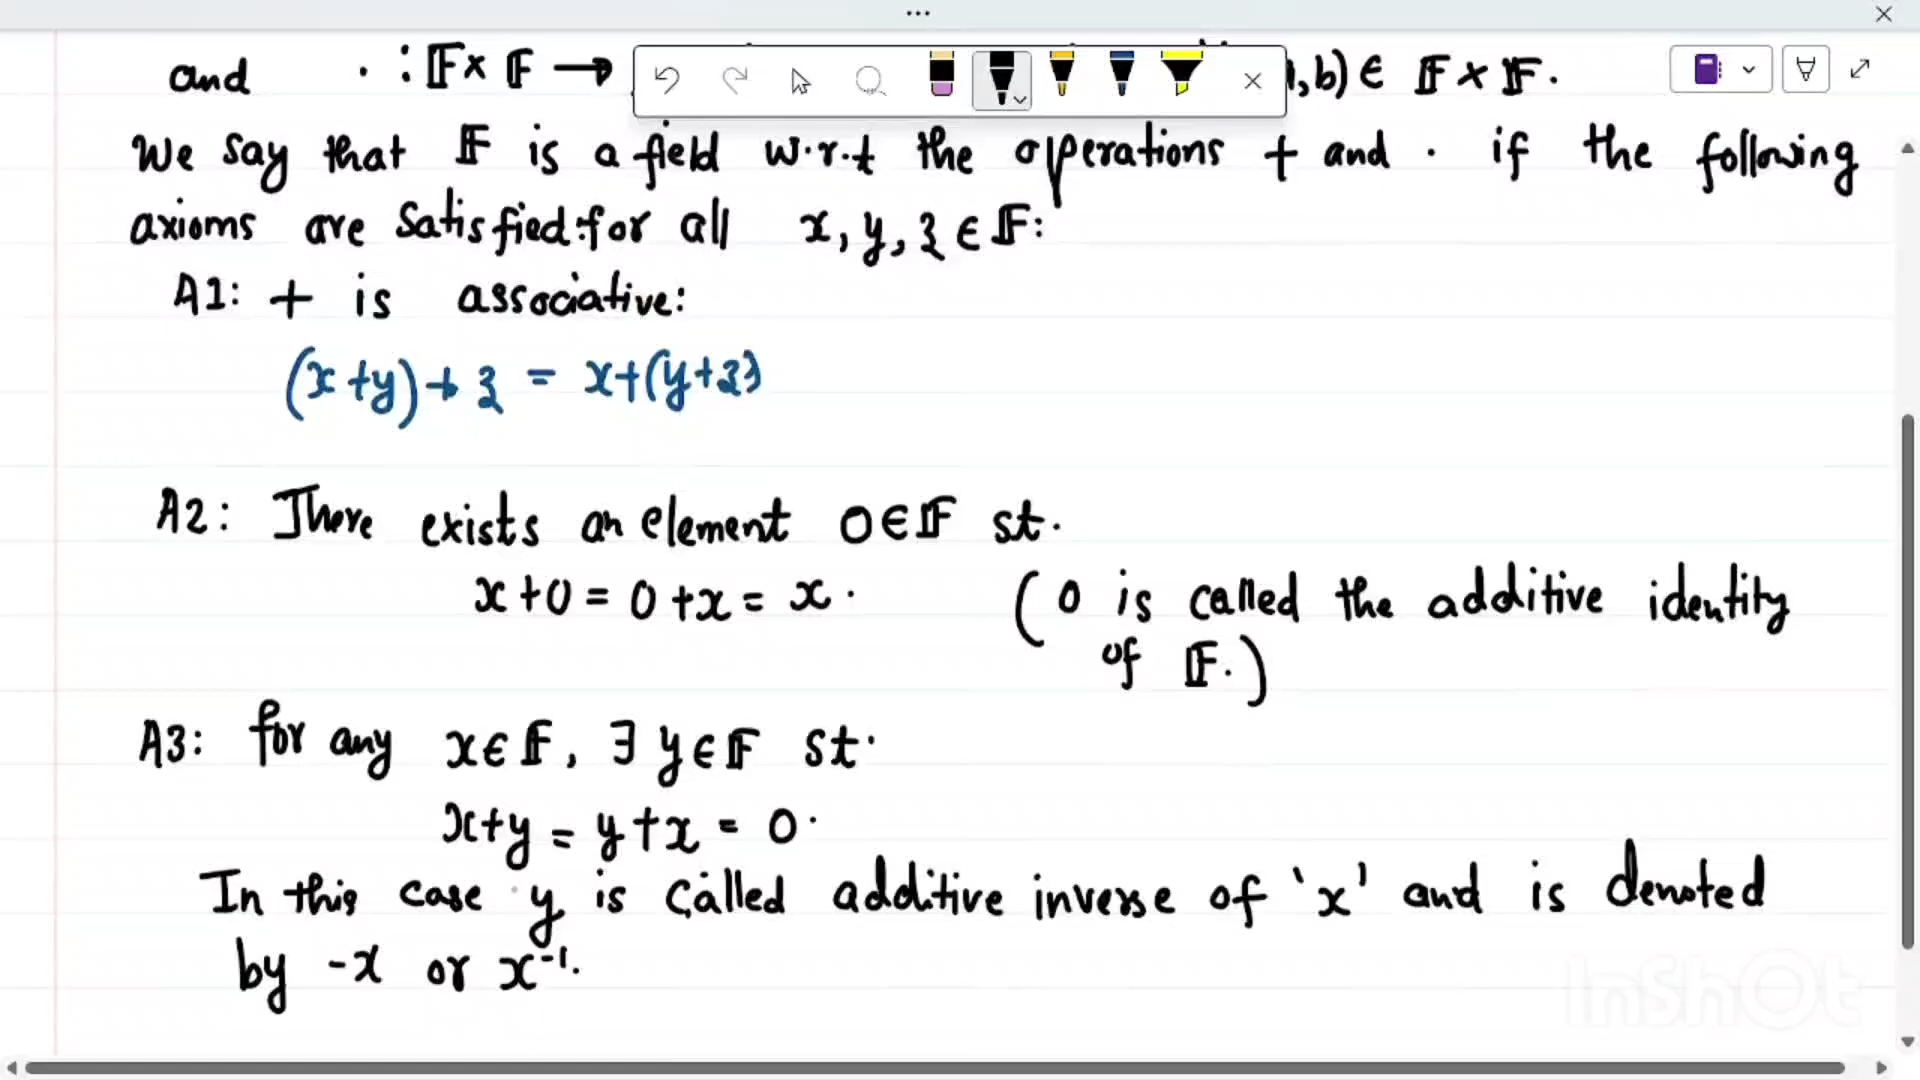 and · : 𝔽 × 𝔽 → ,b) ∈ 𝔽 × 𝔽.
We say that 𝔽 is a field w.r.t the operations + and · if the following
axioms are satisfied: for all x, y, z ∈ 𝔽:
A1: + is associative:
(x+y)+z = x+(y+z)
A2: There exists an element 0 ∈ 𝔽 st.
x+0 = 0+x = x. (0 is called the additive identity
of 𝔽.)
A3: for any x ∈ 𝔽, ∃ y ∈ 𝔽 st.
x+y = y+x = 0.
In this case y is called additive inverse of 'x' and is denoted
by -x or x⁻¹.
InShOt